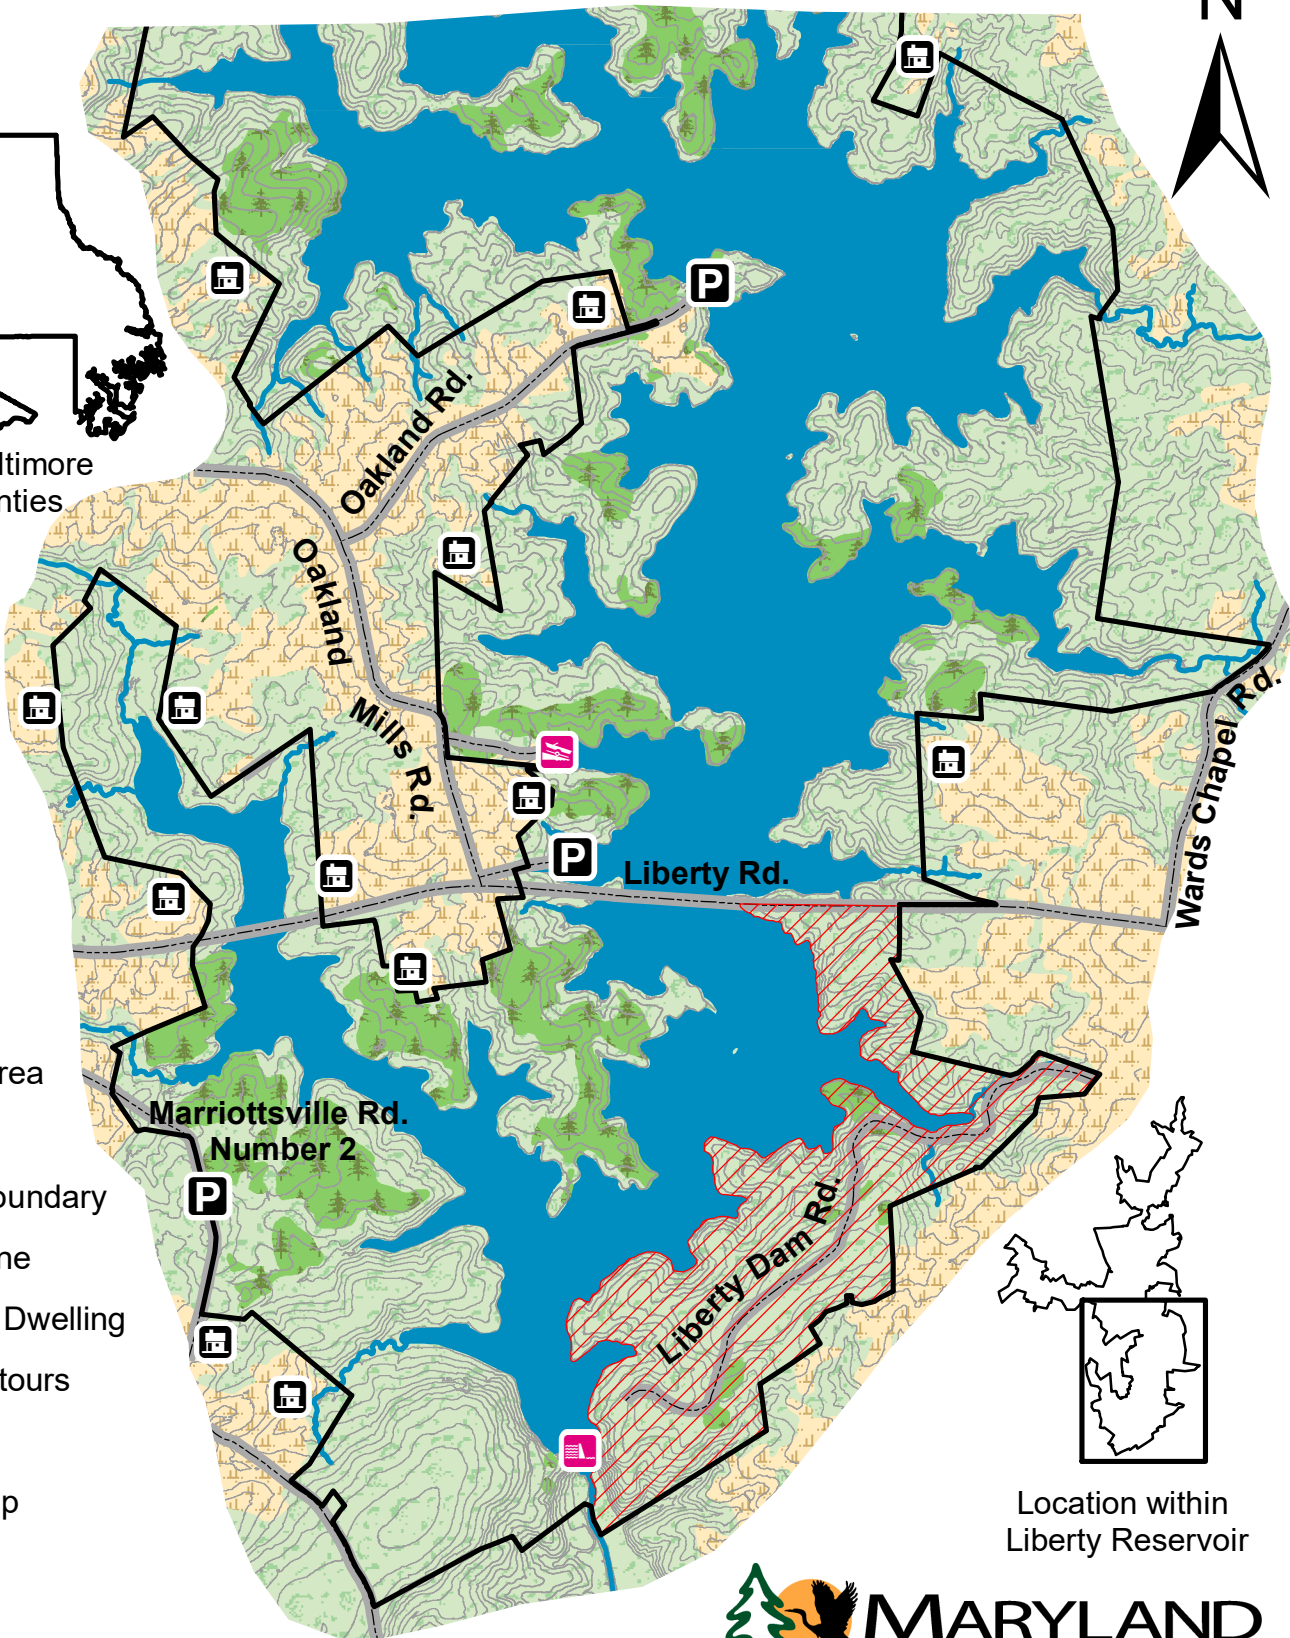 N
P
Oakland Rd.
ltimore
nties
Oakland
Mills Rd.
Rd.
Wards Chapel
P
Liberty Rd.
rea
Marriottsville Rd.
Number 2
P
oundary
ne
Liberty Dam Rd.
Dwelling
tours
p
Location within
Liberty Reservoir
MARYLAND